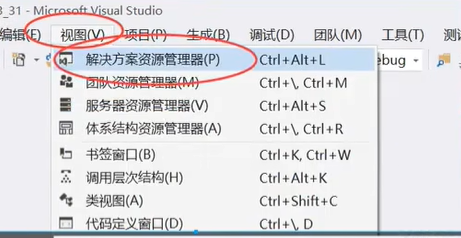 3_31 - Microsoft Visual Studio
编辑(E) 视图(V) 项目(P) 生成(B) 调试(D) 团队(M) 工具(T) 测试
解决方案资源管理器(P) Ctrl+Alt+L
团队资源管理器(M) Ctrl+\, Ctrl+M
服务器资源管理器(V) Ctrl+Alt+S
体系结构资源管理器(A) Ctrl+\, Ctrl+R
书签窗口(B) Ctrl+K, Ctrl+W
调用层次结构(H) Ctrl+Alt+K
类视图(A) Ctrl+Shift+C
代码定义窗口(D) Ctrl+\, D
ebug